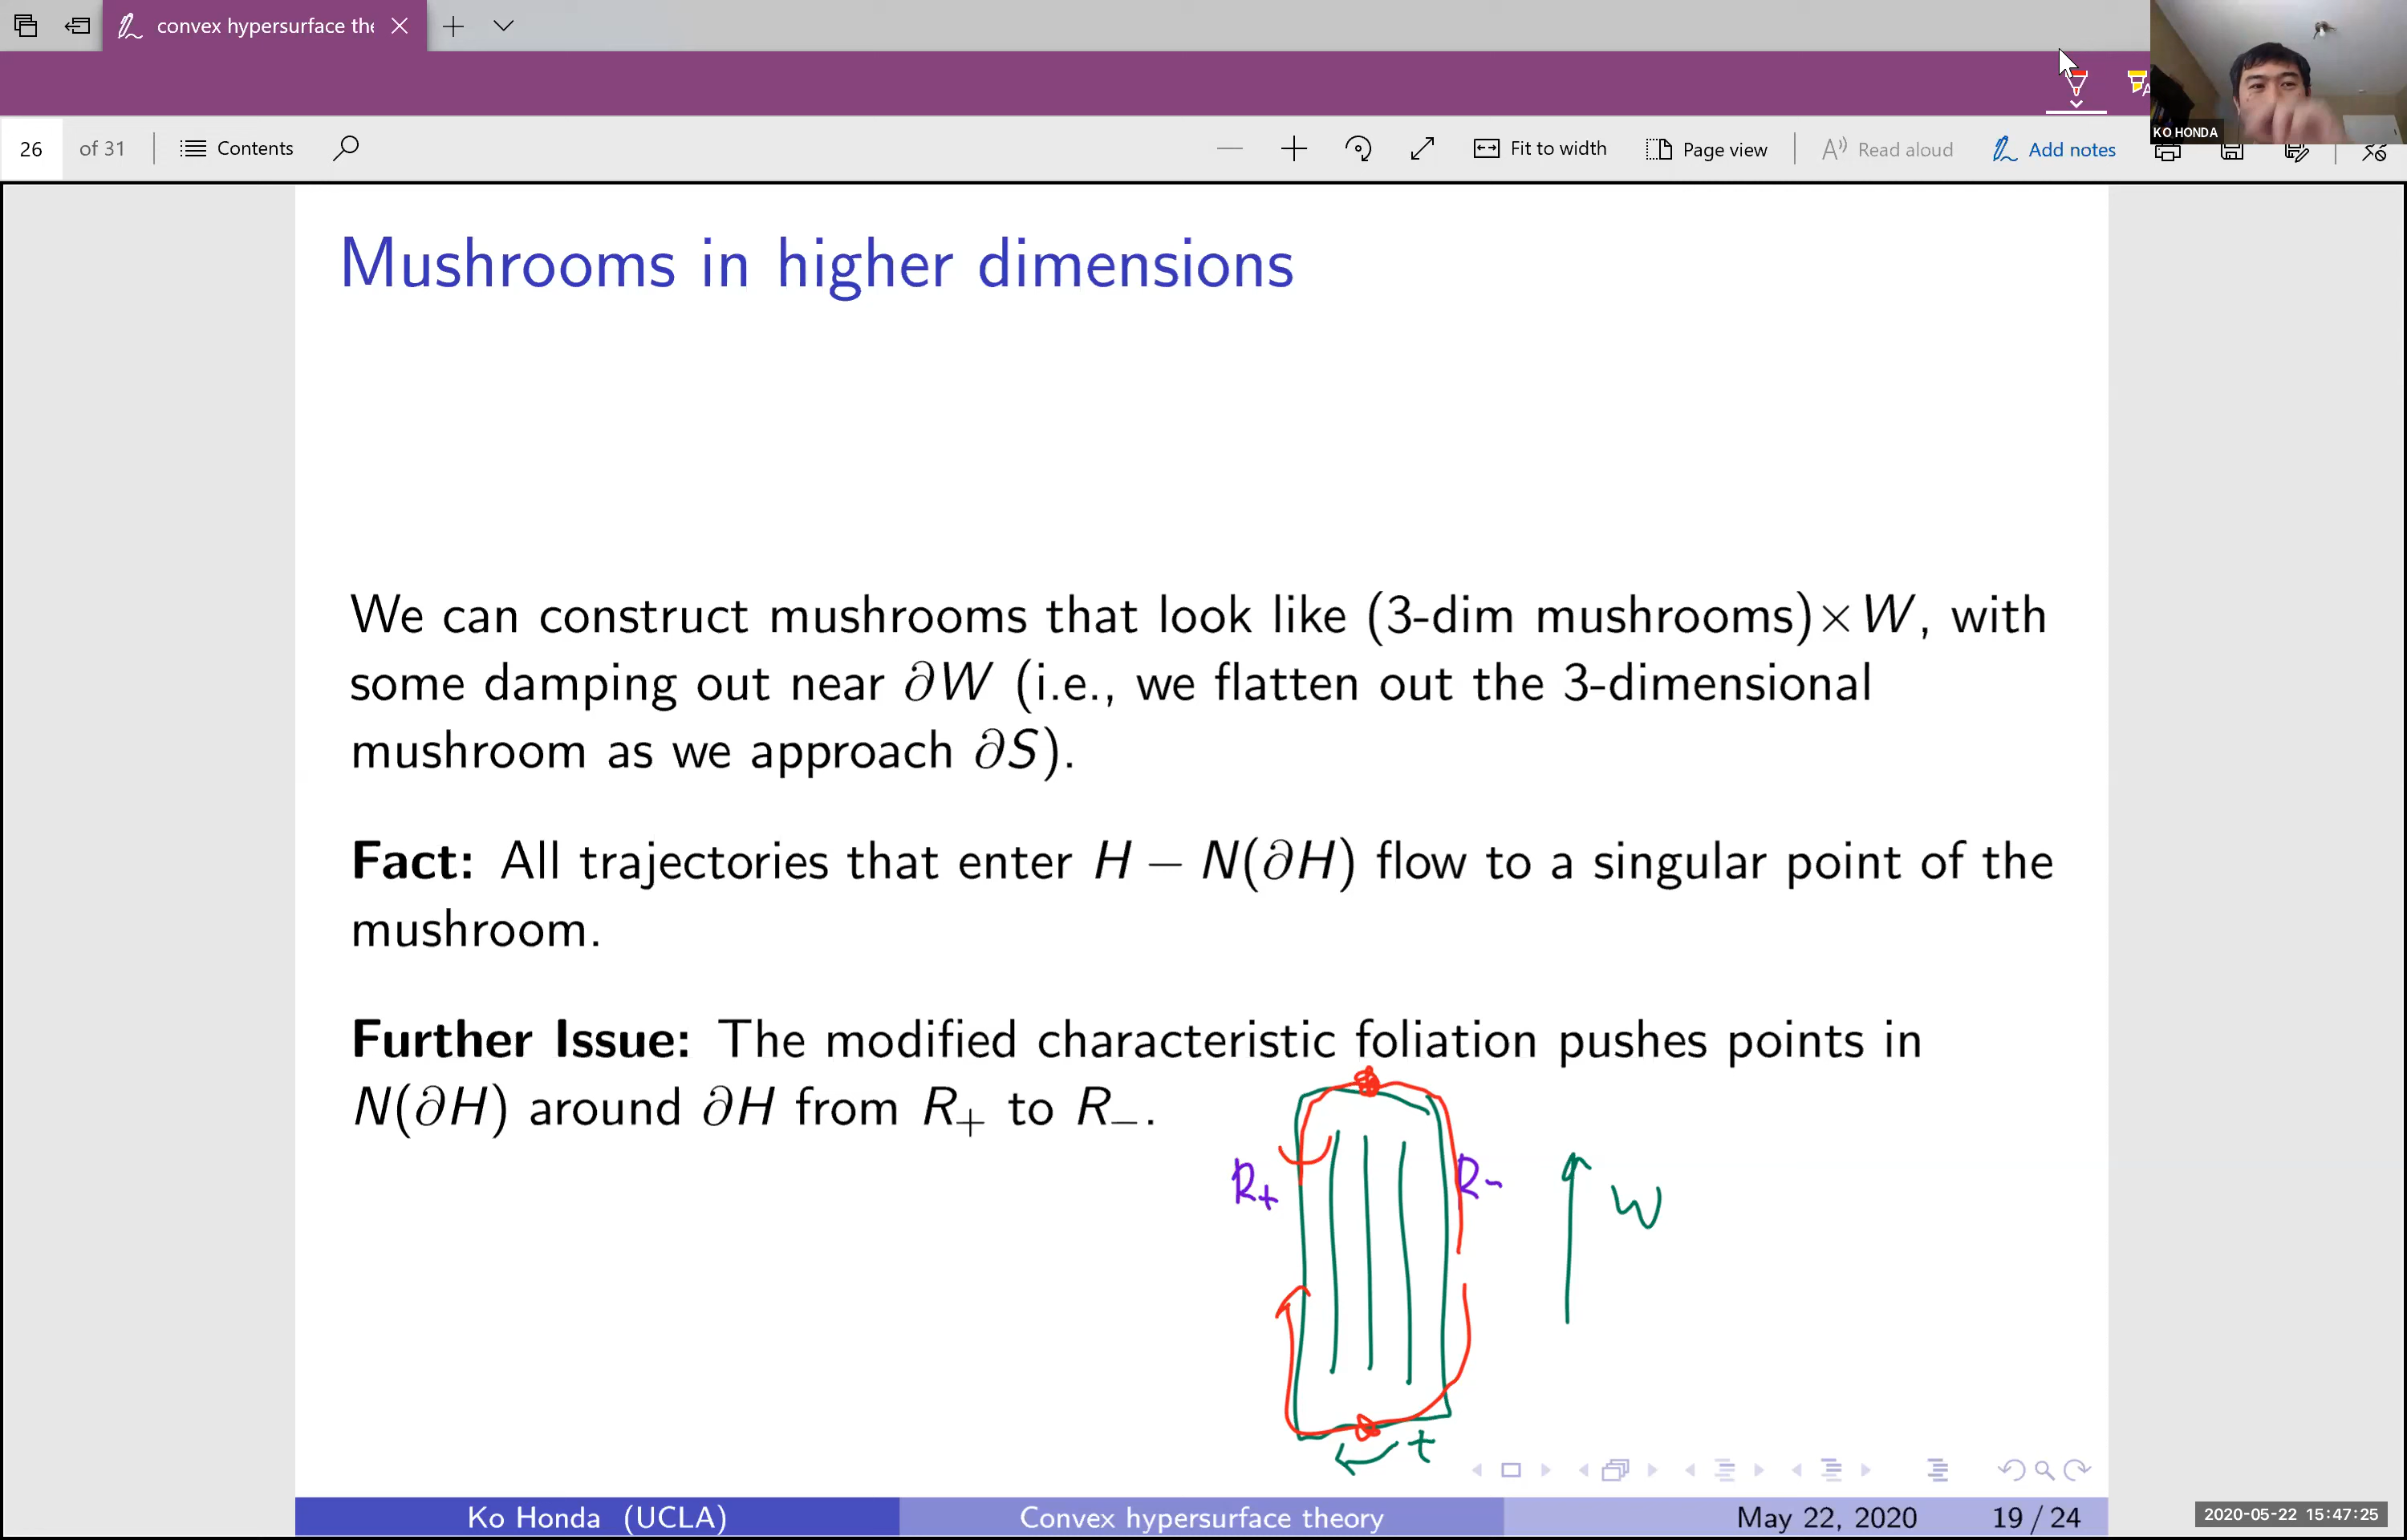 convex hypersurface the
KO HONDA
26 of 31 Contents Fit to width Page view Read aloud Add notes
Mushrooms in higher dimensions
We can construct mushrooms that look like (3-dim mushrooms)×W, with
some damping out near ∂W (i.e., we flatten out the 3-dimensional
mushroom as we approach ∂S).
Fact: All trajectories that enter H − N(∂H) flow to a singular point of the
mushroom.
Further Issue: The modified characteristic foliation pushes points in
N(∂H) around ∂H from R₊ to R₋.
R+ R- W
t
Ko Honda (UCLA) Convex hypersurface theory May 22, 2020 19 / 24
2020-05-22 15:47:25